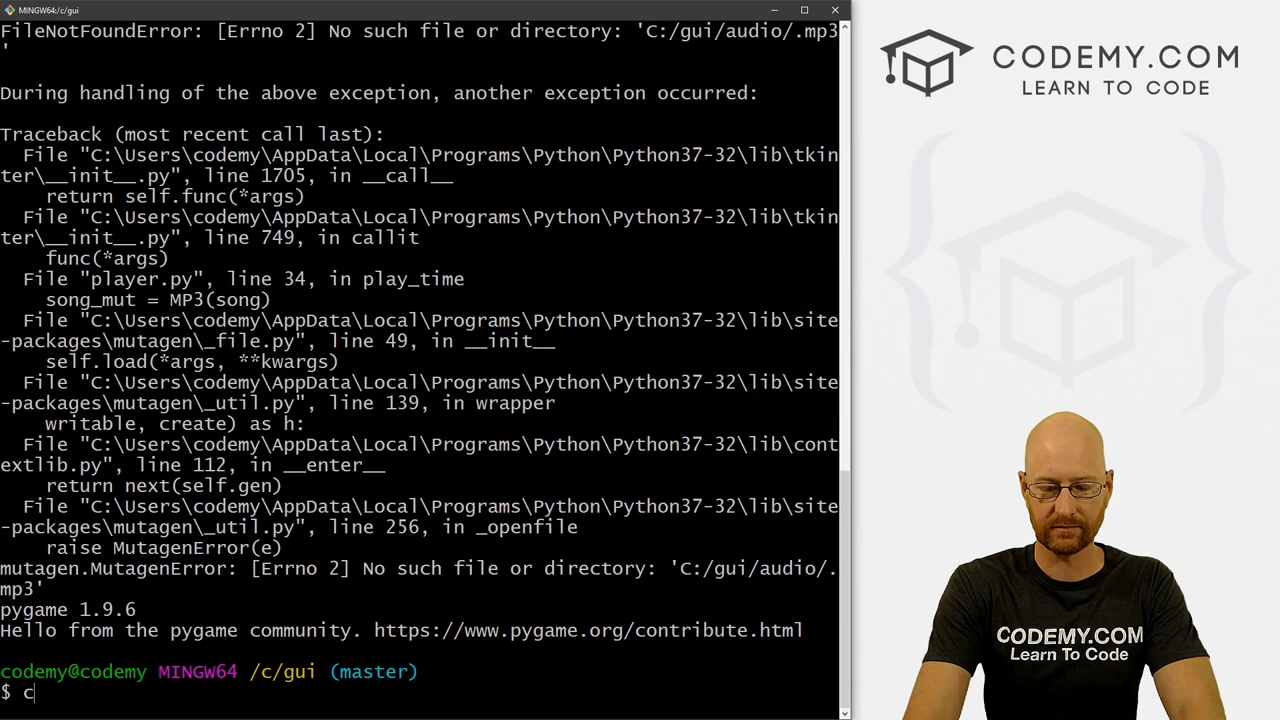 MINGW64:/c/gui
FileNotFoundError: [Errno 2] No such file or directory: 'C:/gui/audio/.mp3
'
During handling of the above exception, another exception occurred:
Traceback (most recent call last):
  File "C:\Users\codemy\AppData\Local\Programs\Python\Python37-32\lib\tkin
ter\__init__.py", line 1705, in __call__
    return self.func(*args)
  File "C:\Users\codemy\AppData\Local\Programs\Python\Python37-32\lib\tkin
ter\__init__.py", line 749, in callit
    func(*args)
  File "player.py", line 34, in play_time
    song_mut = MP3(song)
  File "C:\Users\codemy\AppData\Local\Programs\Python\Python37-32\lib\site
-packages\mutagen\_file.py", line 49, in __init__
    self.load(*args, **kwargs)
  File "C:\Users\codemy\AppData\Local\Programs\Python\Python37-32\lib\site
-packages\mutagen\_util.py", line 139, in wrapper
    writable, create) as h:
  File "C:\Users\codemy\AppData\Local\Programs\Python\Python37-32\lib\cont
extlib.py", line 112, in __enter__
    return next(self.gen)
  File "C:\Users\codemy\AppData\Local\Programs\Python\Python37-32\lib\site
-packages\mutagen\_util.py", line 256, in _openfile
    raise MutagenError(e)
mutagen.MutagenError: [Errno 2] No such file or directory: 'C:/gui/audio/.
mp3'
pygame 1.9.6
Hello from the pygame community. https://www.pygame.org/contribute.html
codemy@codemy MINGW64 /c/gui (master)
$ c
CODEMY.COM
LEARN TO CODE
CODEMY.COM
Learn To Code